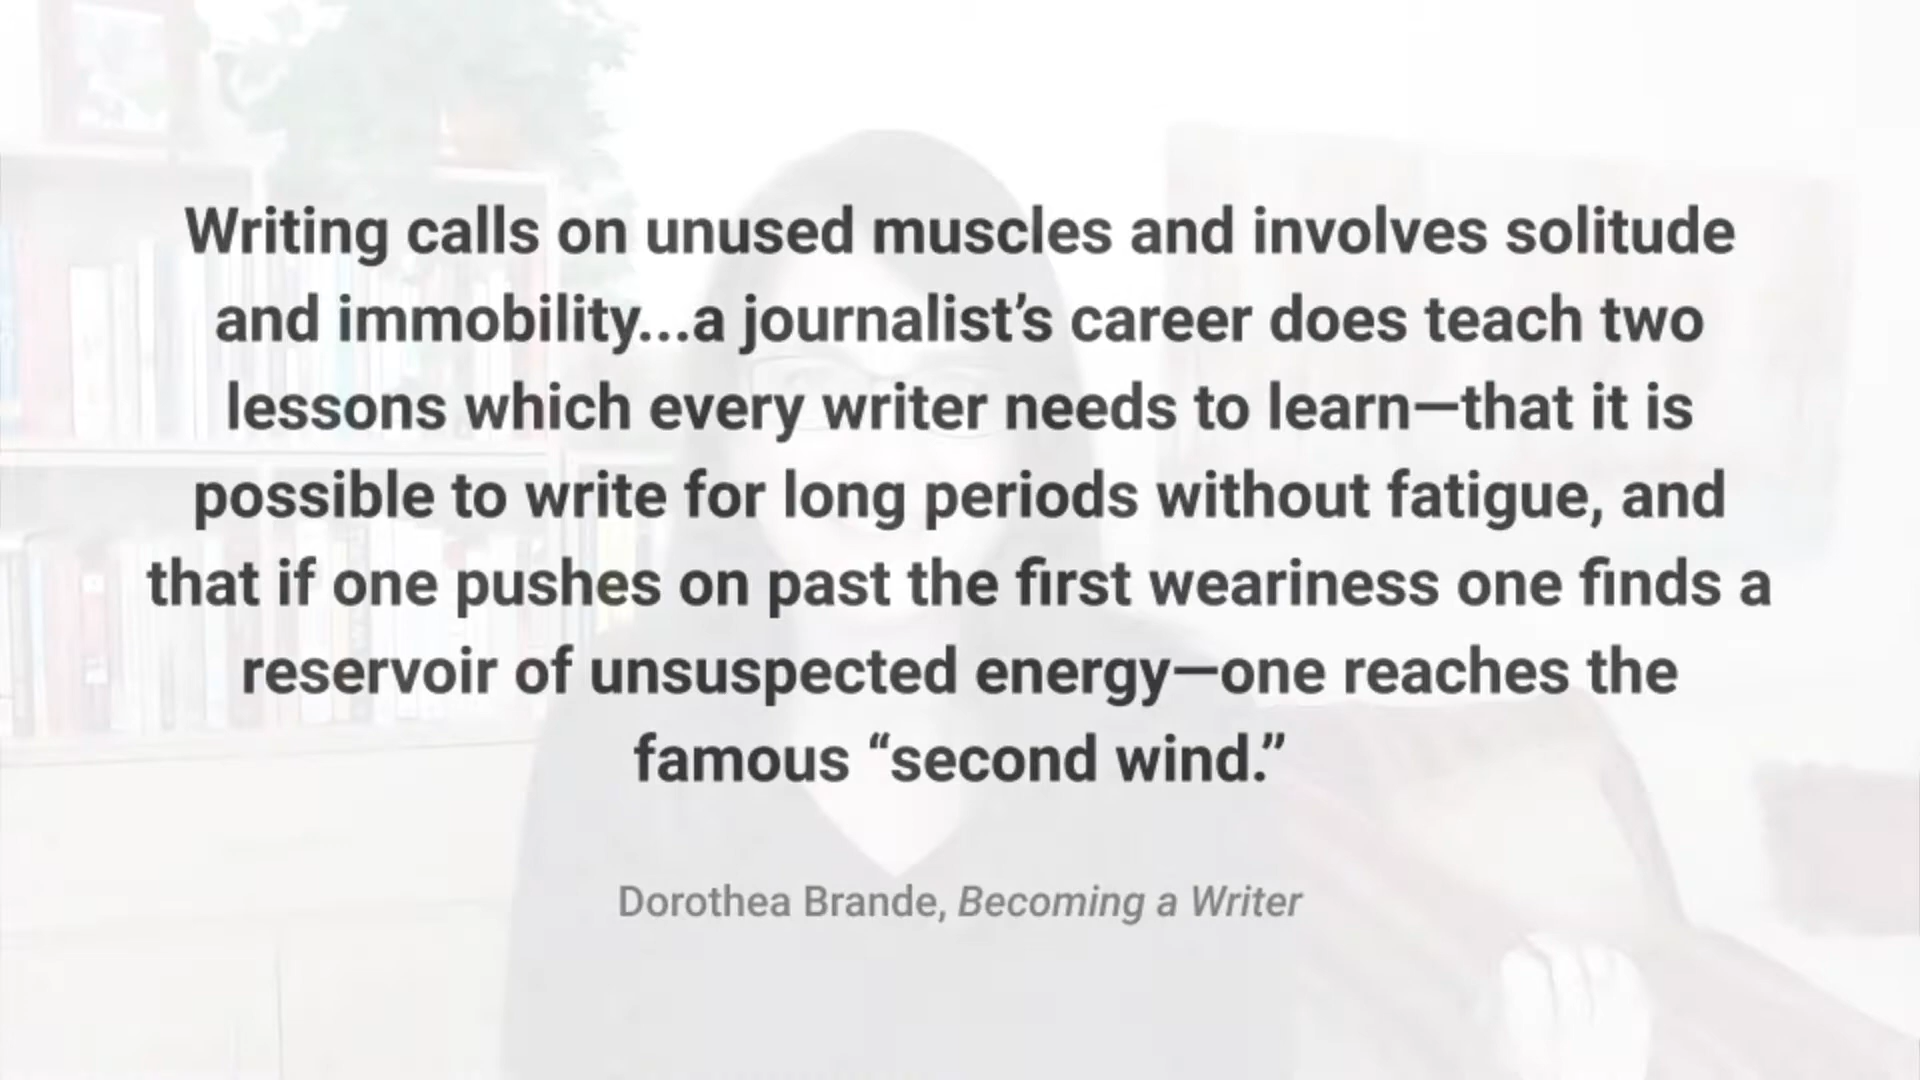 Writing calls on unused muscles and involves solitude
and immobility...a journalist’s career does teach two
lessons which every writer needs to learn—that it is
possible to write for long periods without fatigue, and
that if one pushes on past the first weariness one finds a
reservoir of unsuspected energy—one reaches the
famous “second wind.”
Dorothea Brande, Becoming a Writer